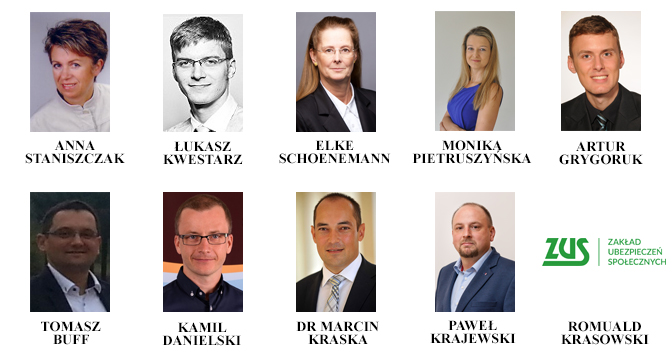 ANNA
STANISZCZAK
ŁUKASZ
KWESTARZ
ELKE
SCHOENEMANN
MONIKA
PIETRUSZYŃSKA
ARTUR
GRYGORUK
TOMASZ
BUFF
KAMIL
DANIELSKI
DR MARCIN
KRASKA
PAWEŁ
KRAJEWSKI
ZUS
ZAKŁAD
UBEZPIECZEŃ
SPOŁECZNYCH
ROMUALD
KRASOWSKI